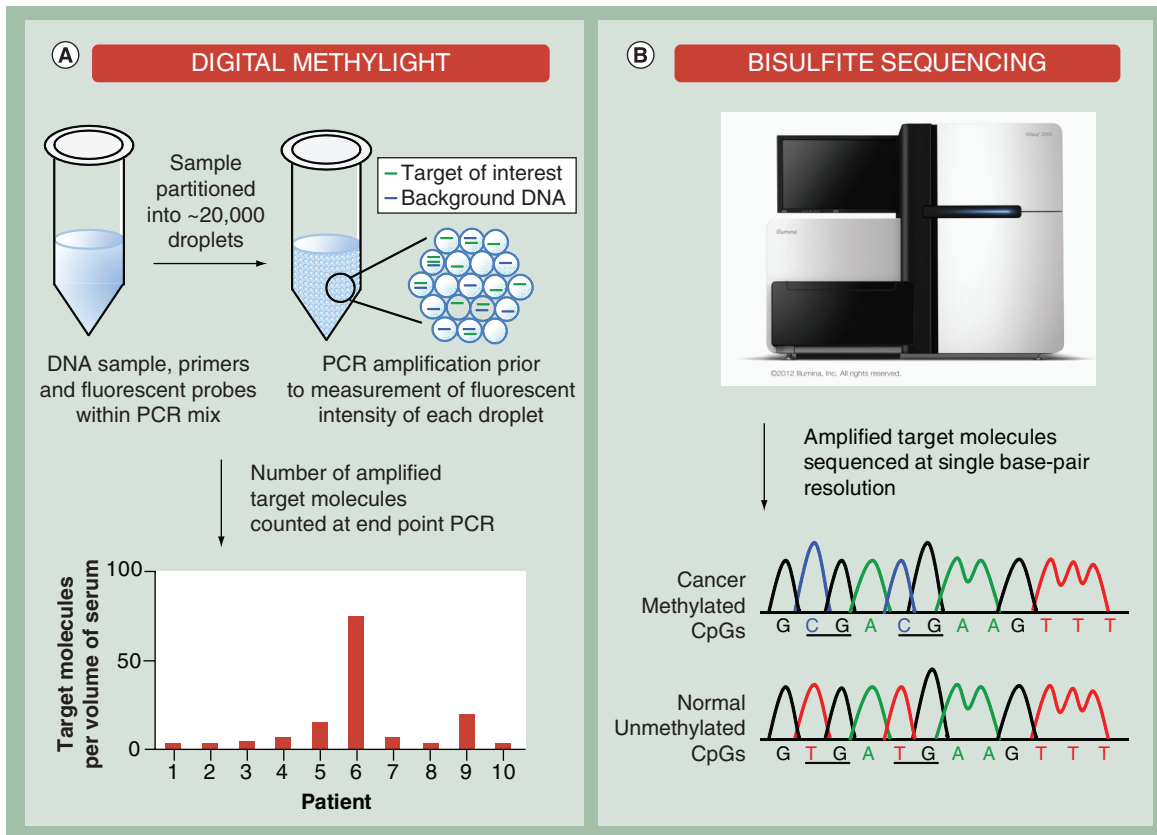 A
DIGITAL METHYLIGHT
Sample
partitioned
into ~20,000
droplets
Target of interest
Background DNA
DNA sample, primers
and fluorescent probes
within PCR mix
PCR amplification prior
to measurement of fluorescent
intensity of each droplet
Number of amplified
target molecules
counted at end point PCR
Target molecules
per volume of serum
100
50
0
1 2 3 4 5 6 7 8 9 10
Patient
B
BISULFITE SEQUENCING
HiSeq 2500
illumina
©2012 Illumina, Inc. All rights reserved.
Amplified target molecules
sequenced at single base-pair
resolution
Cancer
Methylated
CpGs
G C G A C G A A G T T T
Normal
Unmethylated
CpGs
G T G A T G A A G T T T